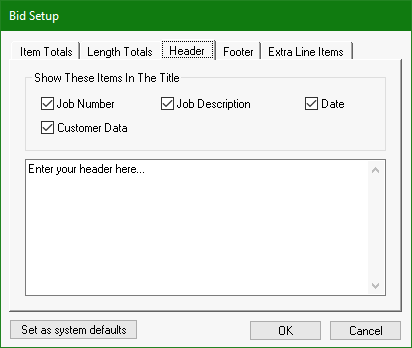 Bid Setup
Item Totals Length Totals Header Footer Extra Line Items
Show These Items In The Title
Job Number Job Description Date
Customer Data
Enter your header here...
Set as system defaults OK Cancel